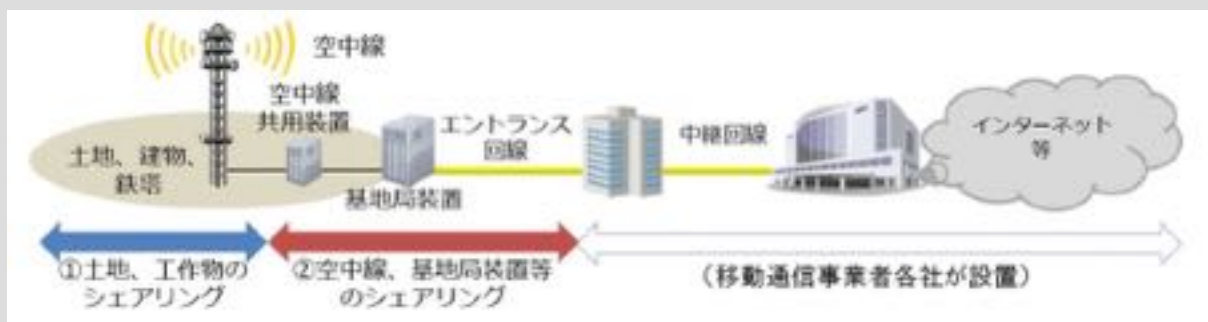 空中線
空中線
共用装置
土地、建物、
鉄塔
基地局装置
エントランス
回線
中継回線
インターネット
等
①土地、工作物の
シェアリング
②空中線、基地局装置等
のシェアリング
(移動通信事業者各社が設置)